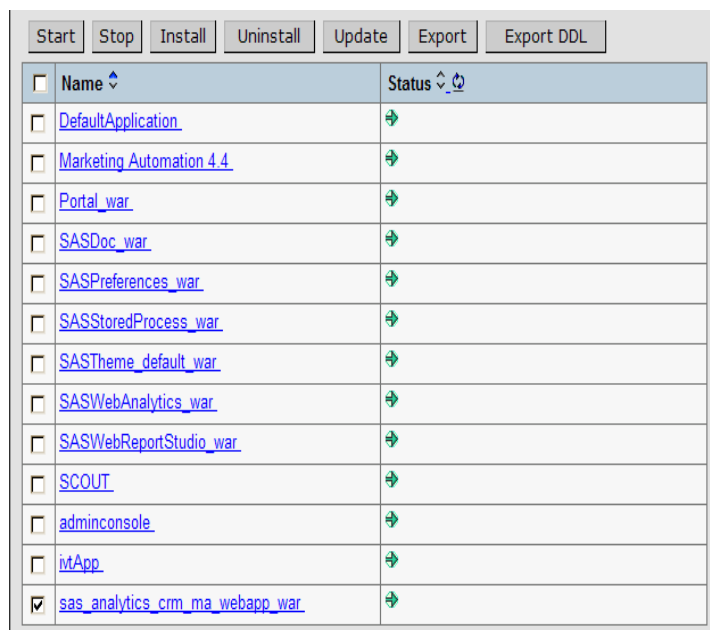 Start Stop Install Uninstall Update Export Export DDL
Name Status
DefaultApplication
Marketing Automation 4.4
Portal_war
SASDoc_war
SASPreferences_war
SASStoredProcess_war
SASTheme_default_war
SASWebAnalytics_war
SASWebReportStudio_war
SCOUT
adminconsole
ivtApp
sas_analytics_crm_ma_webapp_war